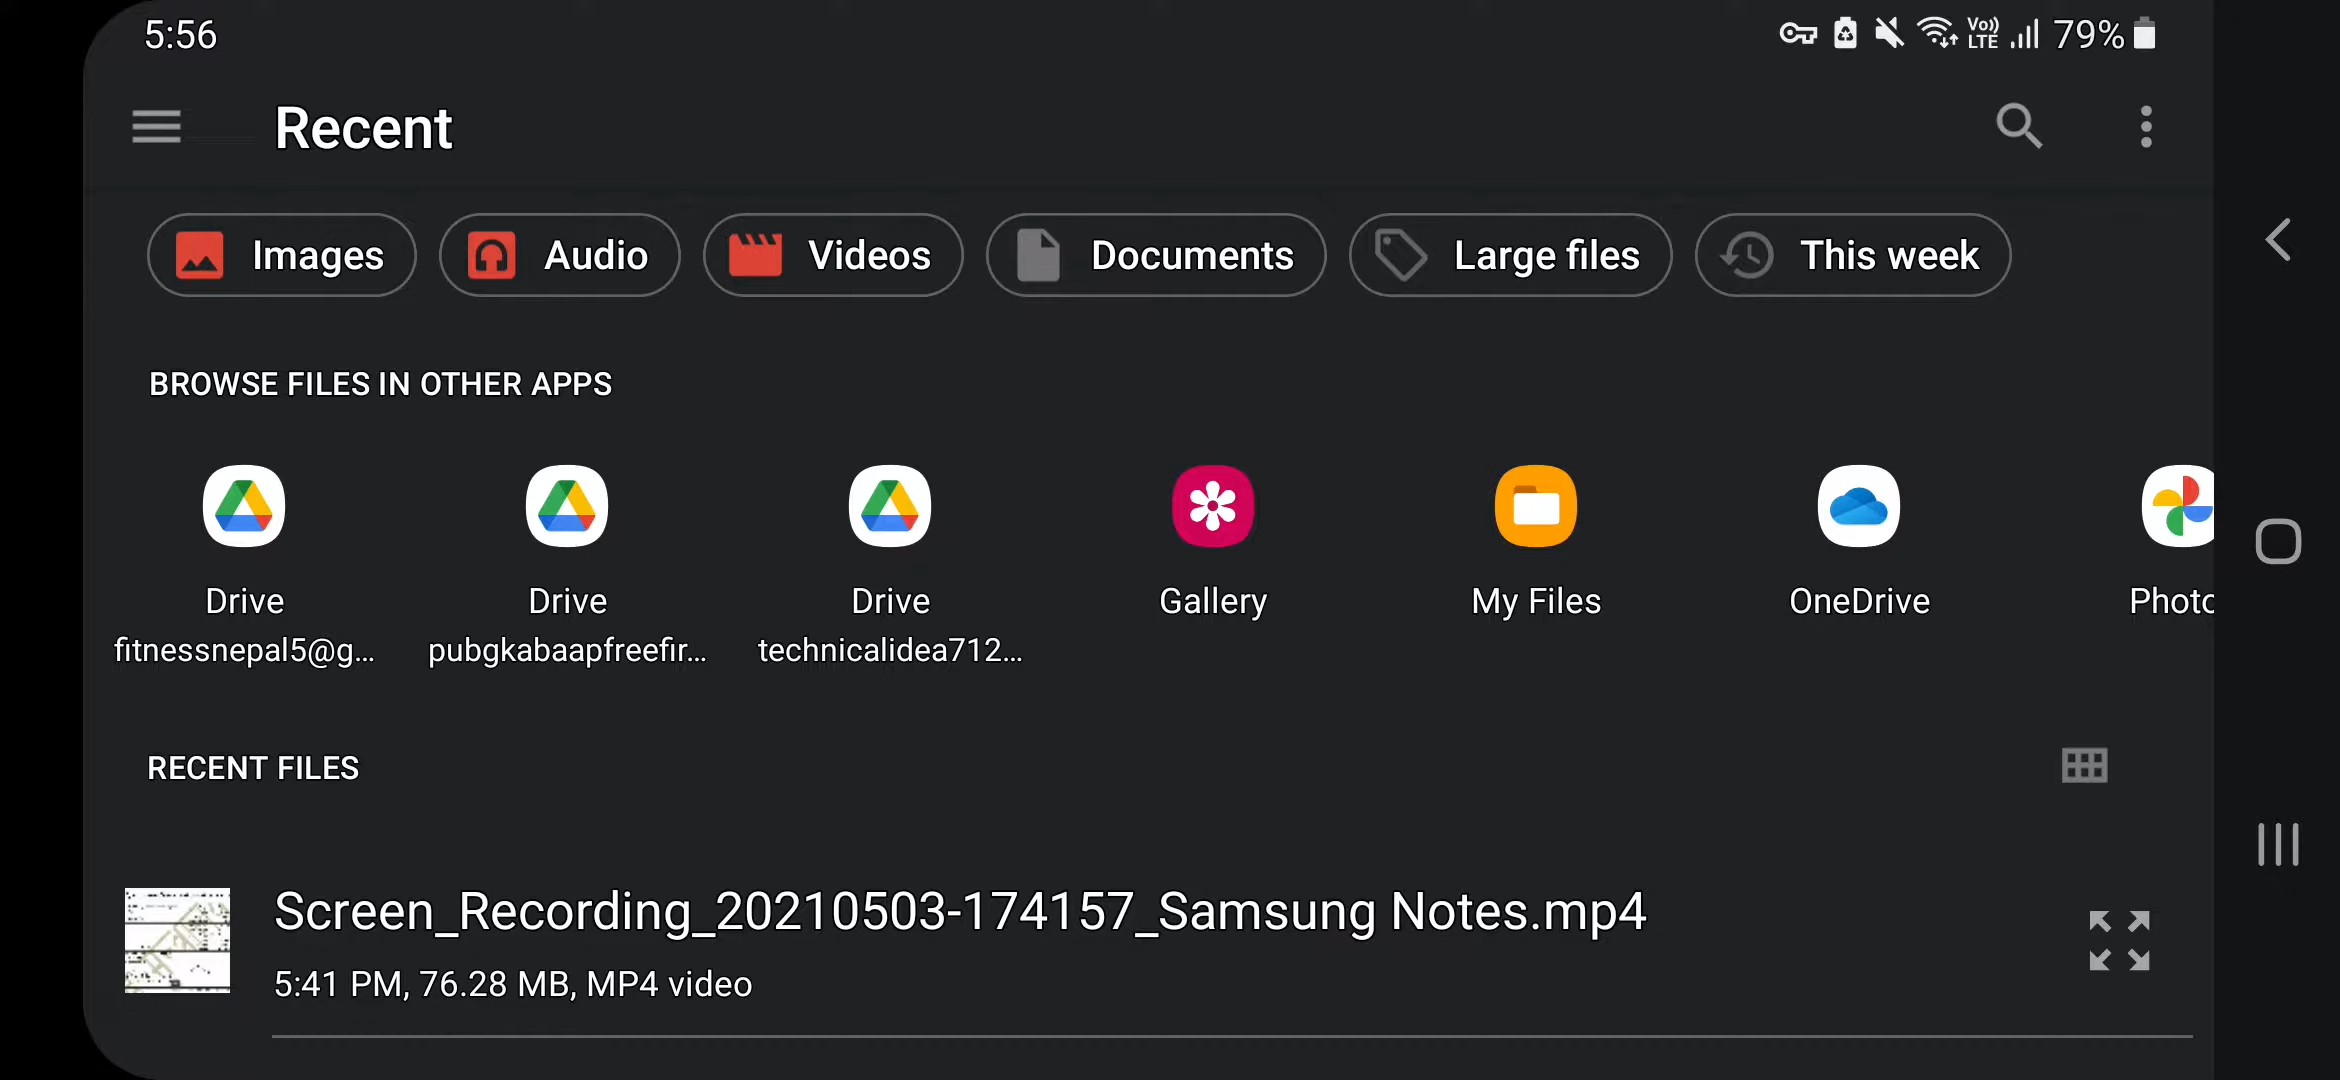 5:56
Vo)) LTE 79%
Recent
Images Audio Videos Documents Large files This week
BROWSE FILES IN OTHER APPS
Drive Drive Drive Gallery My Files OneDrive Photo
fitnessnepal5@g... pubgkabaapfreefir... technicalidea712...
RECENT FILES
Screen_Recording_20210503-174157_Samsung Notes.mp4
5:41 PM, 76.28 MB, MP4 video